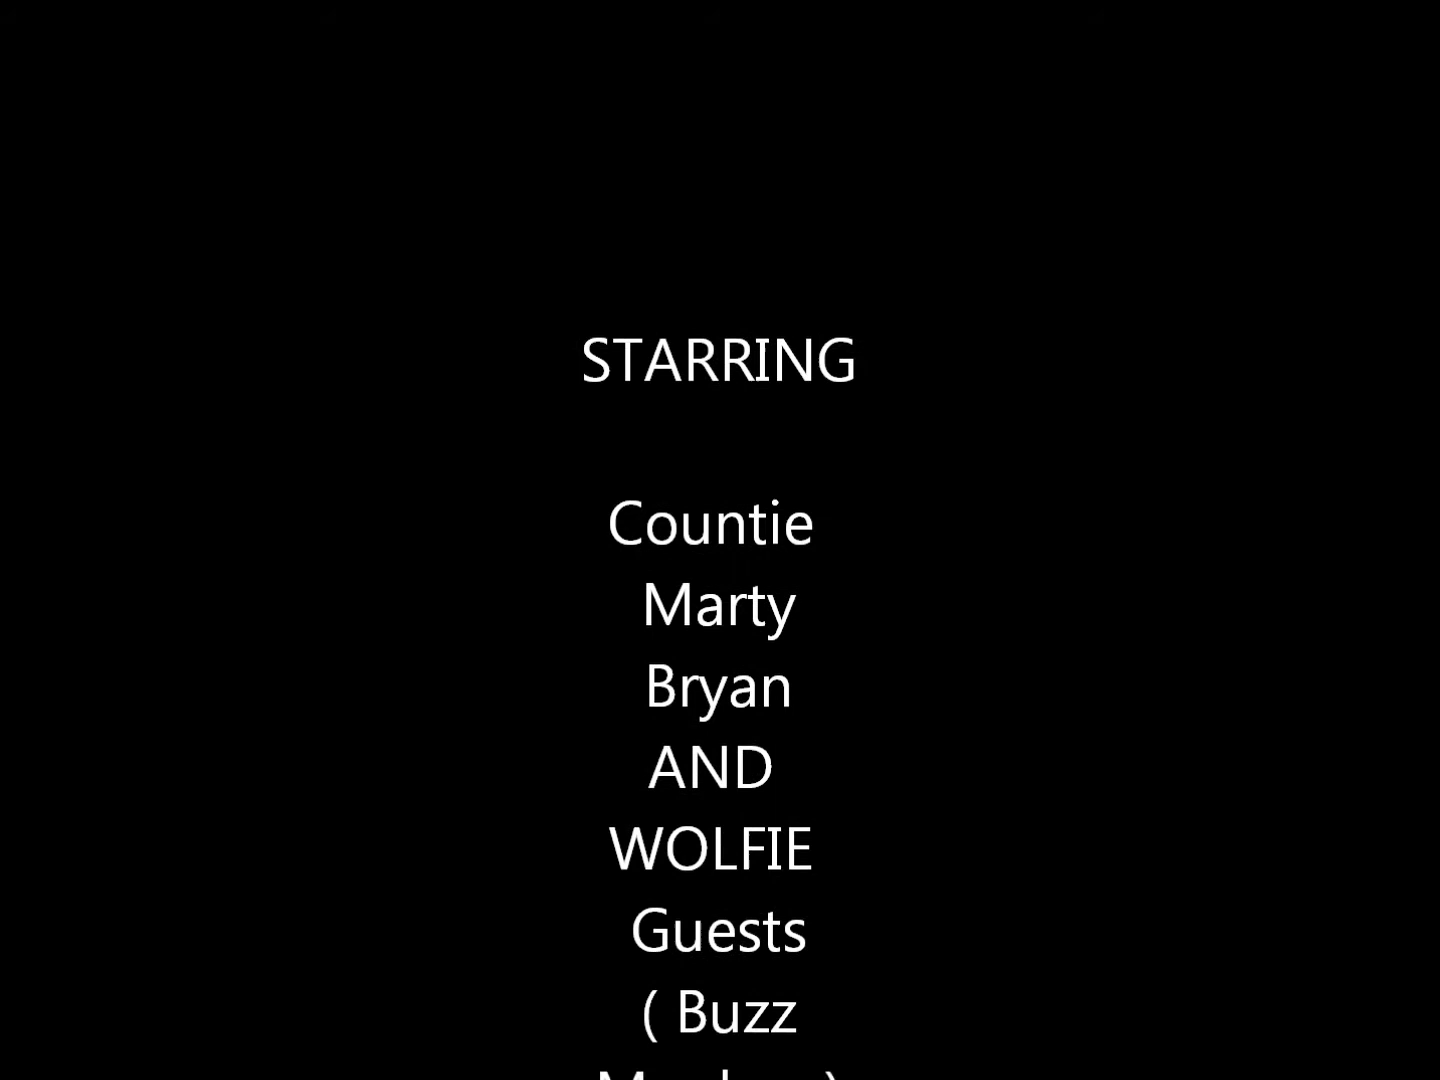 STARRING
Countie
Marty
Bryan
AND
WOLFIE
Guests
( Buzz